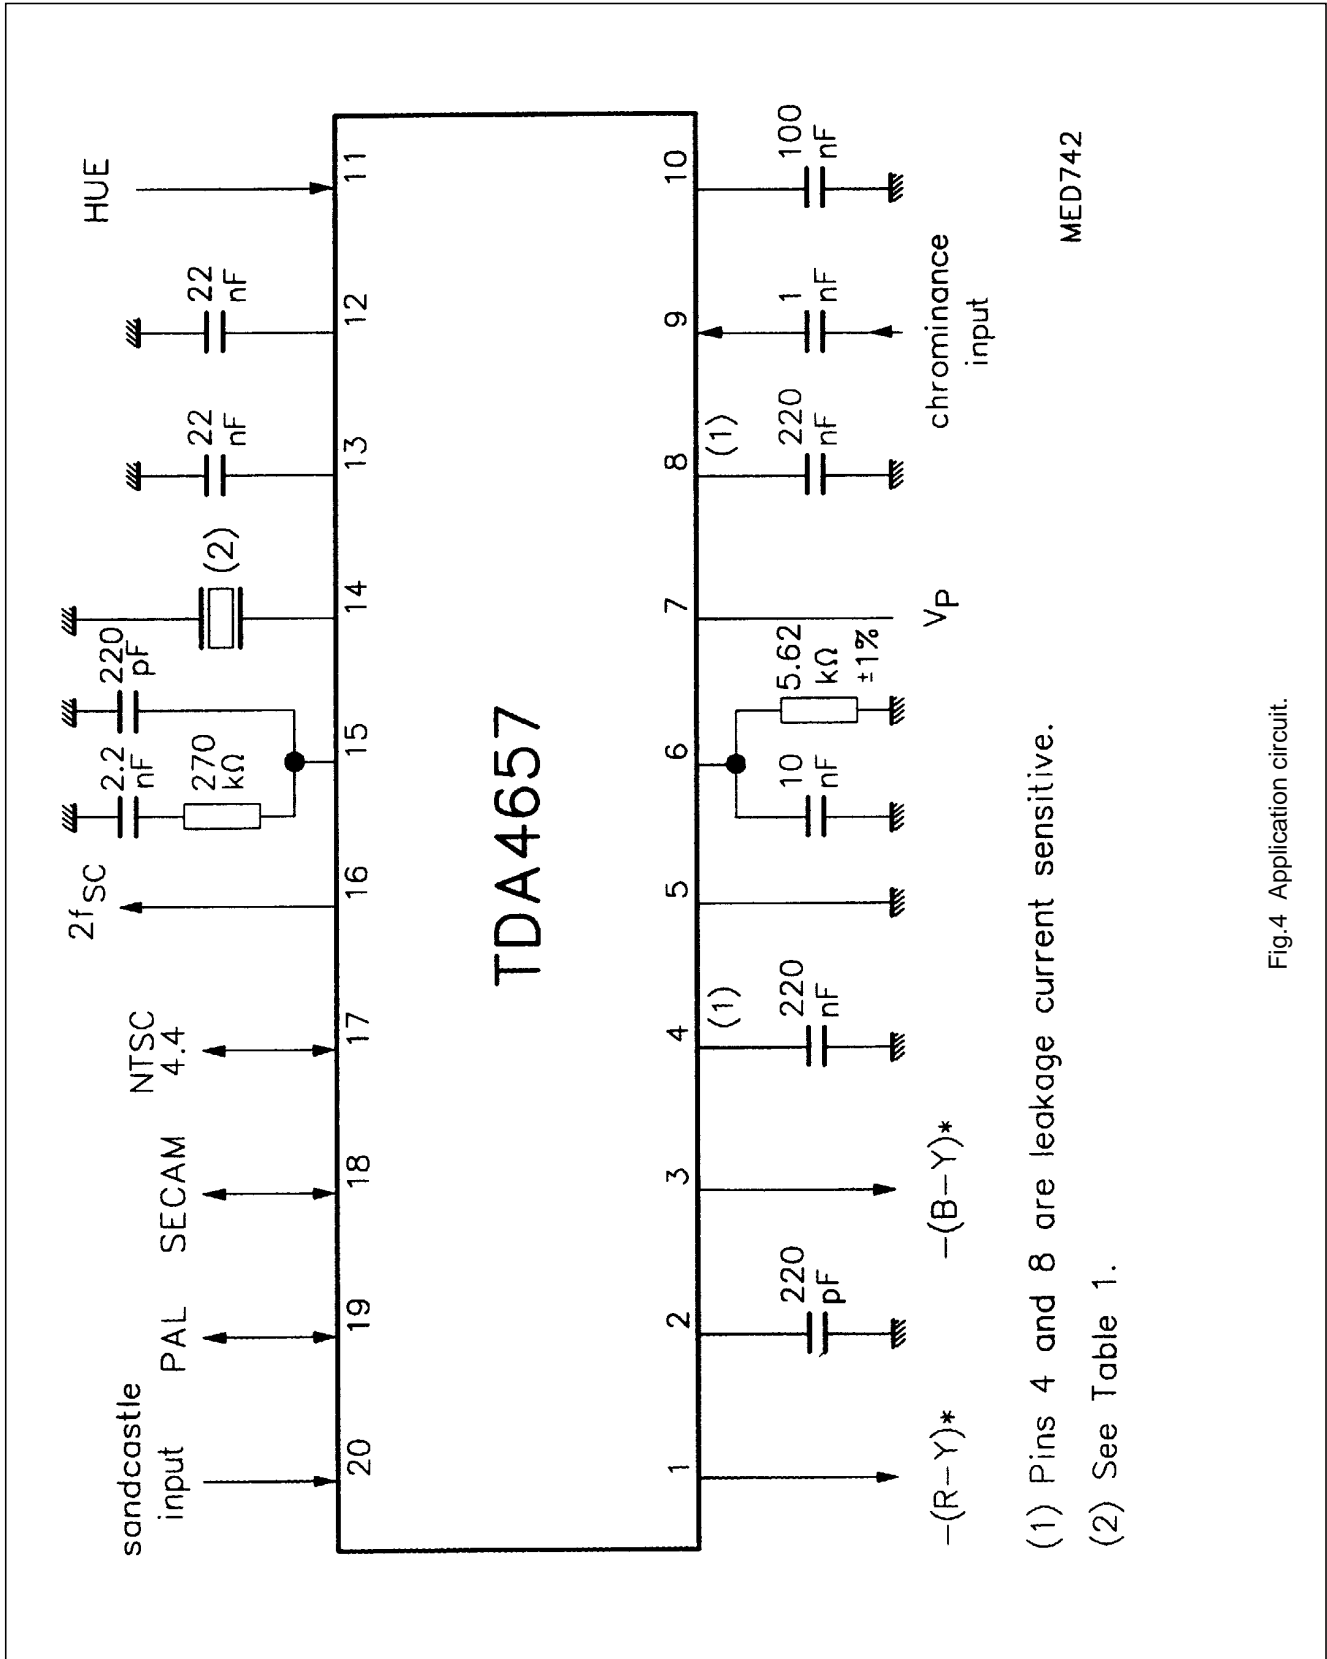 sandcastle
input
PAL
SECAM
NTSC
4.4
2fSC
2.2
nF
270
kΩ
220
pF
(2)
22
nF
22
nF
HUE
20
19
18
17
16
15
14
13
12
11
TDA4657
1
2
3
4
5
6
7
8
9
10
(1)
(1)
220
pF
220
nF
10
nF
5.62
kΩ
±1%
220
nF
1
nF
100
nF
−(R−Y)*
−(B−Y)*
VP
chrominance
input
(1) Pins 4 and 8 are leakage current sensitive.
(2) See Table 1.
MED742
Fig.4 Application circuit.